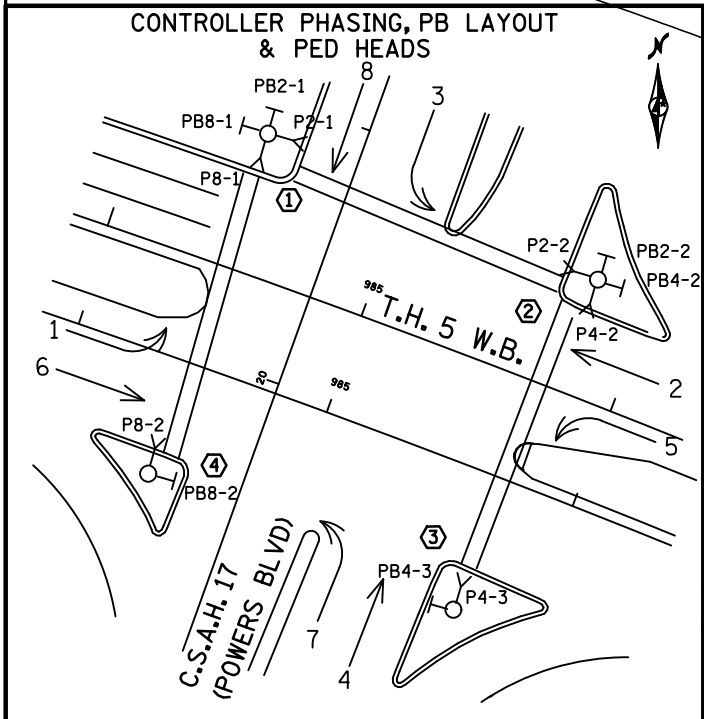 CONTROLLER PHASING, PB LAYOUT
& PED HEADS
N
8
PB2-1
3
PB8-1
P2-1
P8-1
1
P2-2
PB2-2
PB4-2
2
985
T.H. 5 W.B.
P4-2
1
6
20
985
2
5
P8-2
4
PB8-2
3
PB4-3
P4-3
C.S.A.H. 17
(POWERS BLVD)
7
4